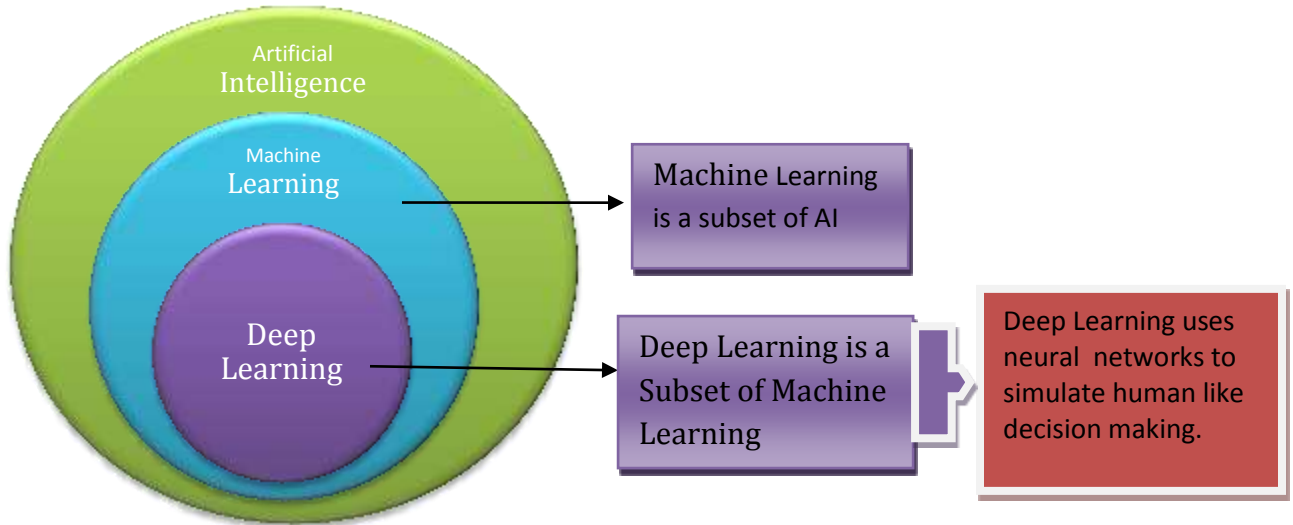 Artificial
Intelligence
Machine
Learning
Deep
Learning
Machine Learning
is a subset of AI
Deep Learning is a
Subset of Machine
Learning
Deep Learning uses
neural networks to
simulate human like
decision making.